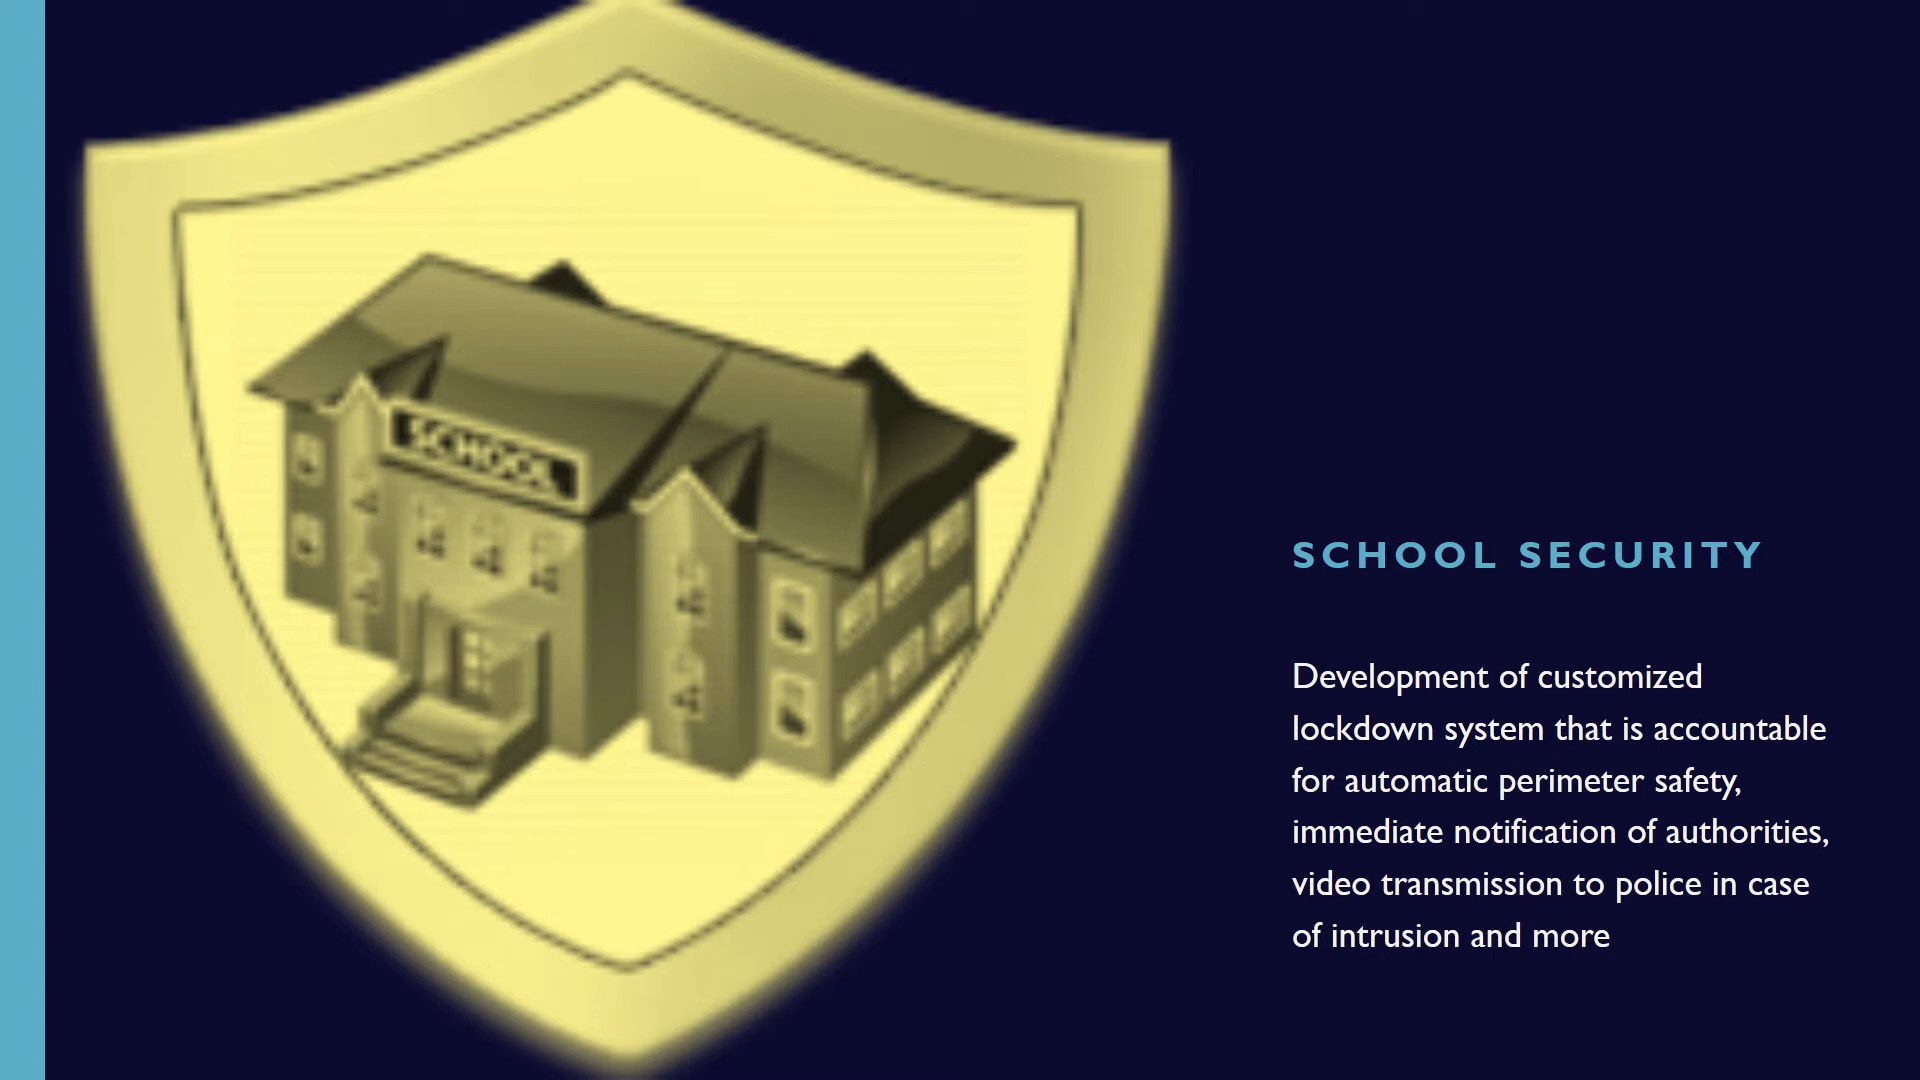 SCHOOL
SCHOOL SECURITY
Development of customized
lockdown system that is accountable
for automatic perimeter safety,
immediate notification of authorities,
video transmission to police in case
of intrusion and more